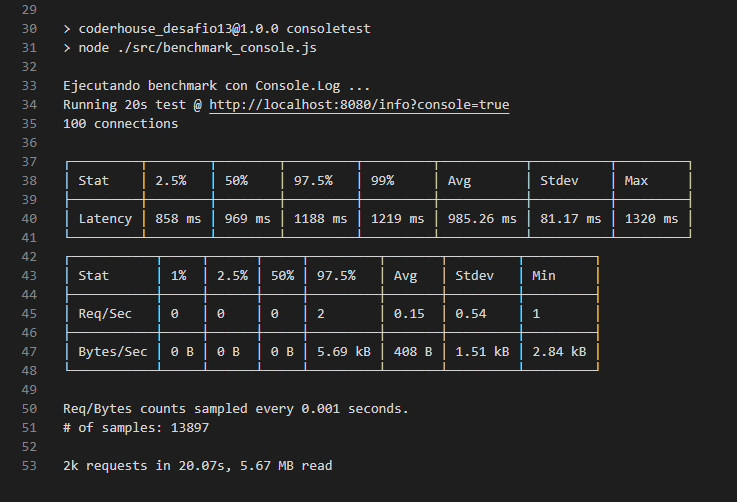 29
30 > coderhouse_desafio13@1.0.0 consoletest
31 > node ./src/benchmark_console.js
32
33 Ejecutando benchmark con Console.Log ...
34 Running 20s test @ http://localhost:8080/info?console=true
35 100 connections
36
37
38 │ Stat │ 2.5% │ 50% │ 97.5% │ 99% │ Avg │ Stdev │ Max │
39
40 │ Latency │ 858 ms │ 969 ms │ 1188 ms │ 1219 ms │ 985.26 ms │ 81.17 ms │ 1320 ms │
41
42
43 │ Stat │ 1% │ 2.5% │ 50% │ 97.5% │ Avg │ Stdev │ Min │
44
45 │ Req/Sec │ 0 │ 0 │ 0 │ 2 │ 0.15 │ 0.54 │ 1 │
46
47 │ Bytes/Sec │ 0 B │ 0 B │ 0 B │ 5.69 kB │ 408 B │ 1.51 kB │ 2.84 kB │
48
49
50 Req/Bytes counts sampled every 0.001 seconds.
51 # of samples: 13897
52
53 2k requests in 20.07s, 5.67 MB read